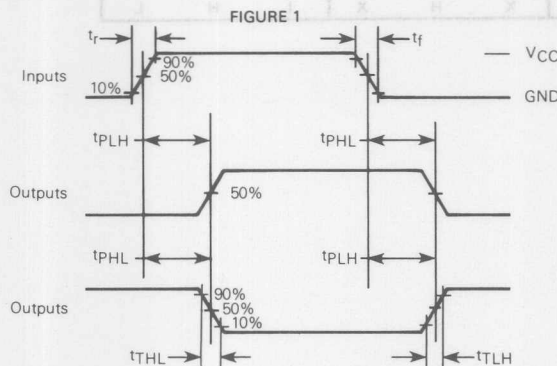 FIGURE 1
tr
tf
Inputs
90%
50%
10%
VCC
GND
tPLH
tPHL
Outputs
50%
tPHL
tPLH
Outputs
90%
50%
10%
tTHL
tTLH